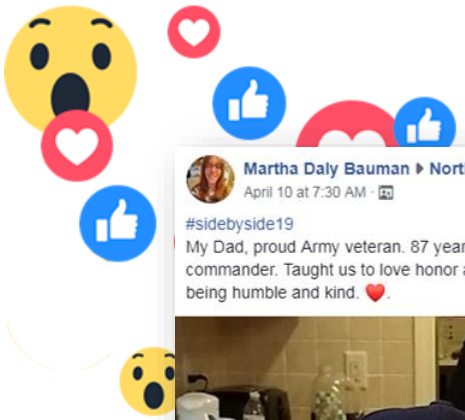 Martha Daly Bauman ▸ North
April 10 at 7:30 AM ·
#sidebyside19
My Dad, proud Army veteran. 87 year
commander. Taught us to love honor a
being humble and kind. ❤️.